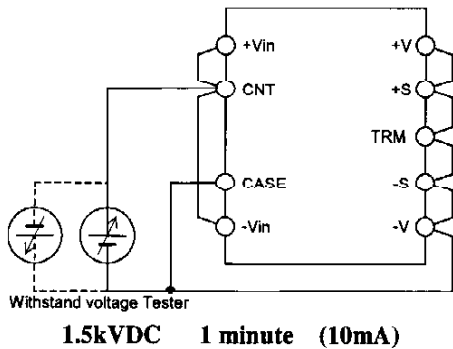 +Vin
+V
CNT
+S
TRM
CASE
-S
-Vin
-V
Withstand voltage Tester
1.5kVDC 1 minute (10mA)